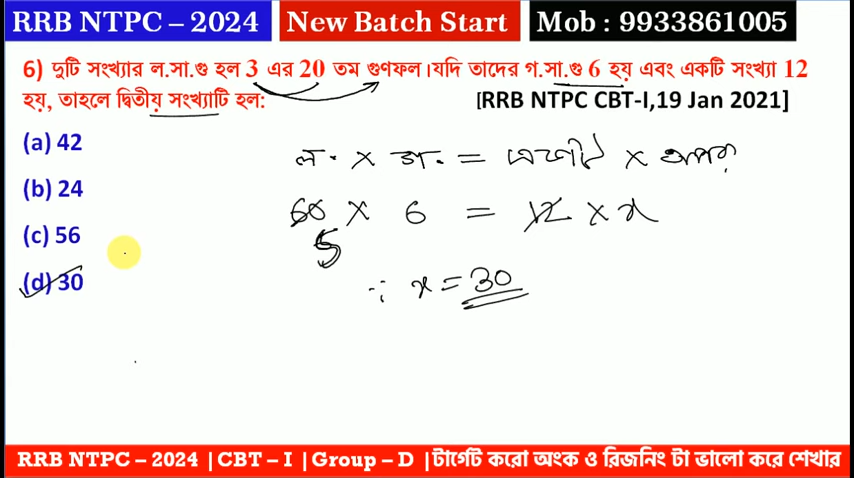 RRB NTPC – 2024 New Batch Start Mob : 9933861005
6) দুটি সংখ্যার ল.সা.গু হল 3 এর 20 তম গুণফল। যদি তাদের গ.সা.গু 6 হয় এবং একটি সংখ্যা 12
হয়, তাহলে দ্বিতীয় সংখ্যাটি হল: [RRB NTPC CBT-I,19 Jan 2021]
(a) 42
(b) 24
(c) 56
(d) 30
ল. × = × অপর
60 × 6 = 12 × x
5
∴ x = 30
RRB NTPC – 2024 |CBT – I |Group – D |টার্গেট করো অংক ও রিজনিং টা ভালো করে শেখার